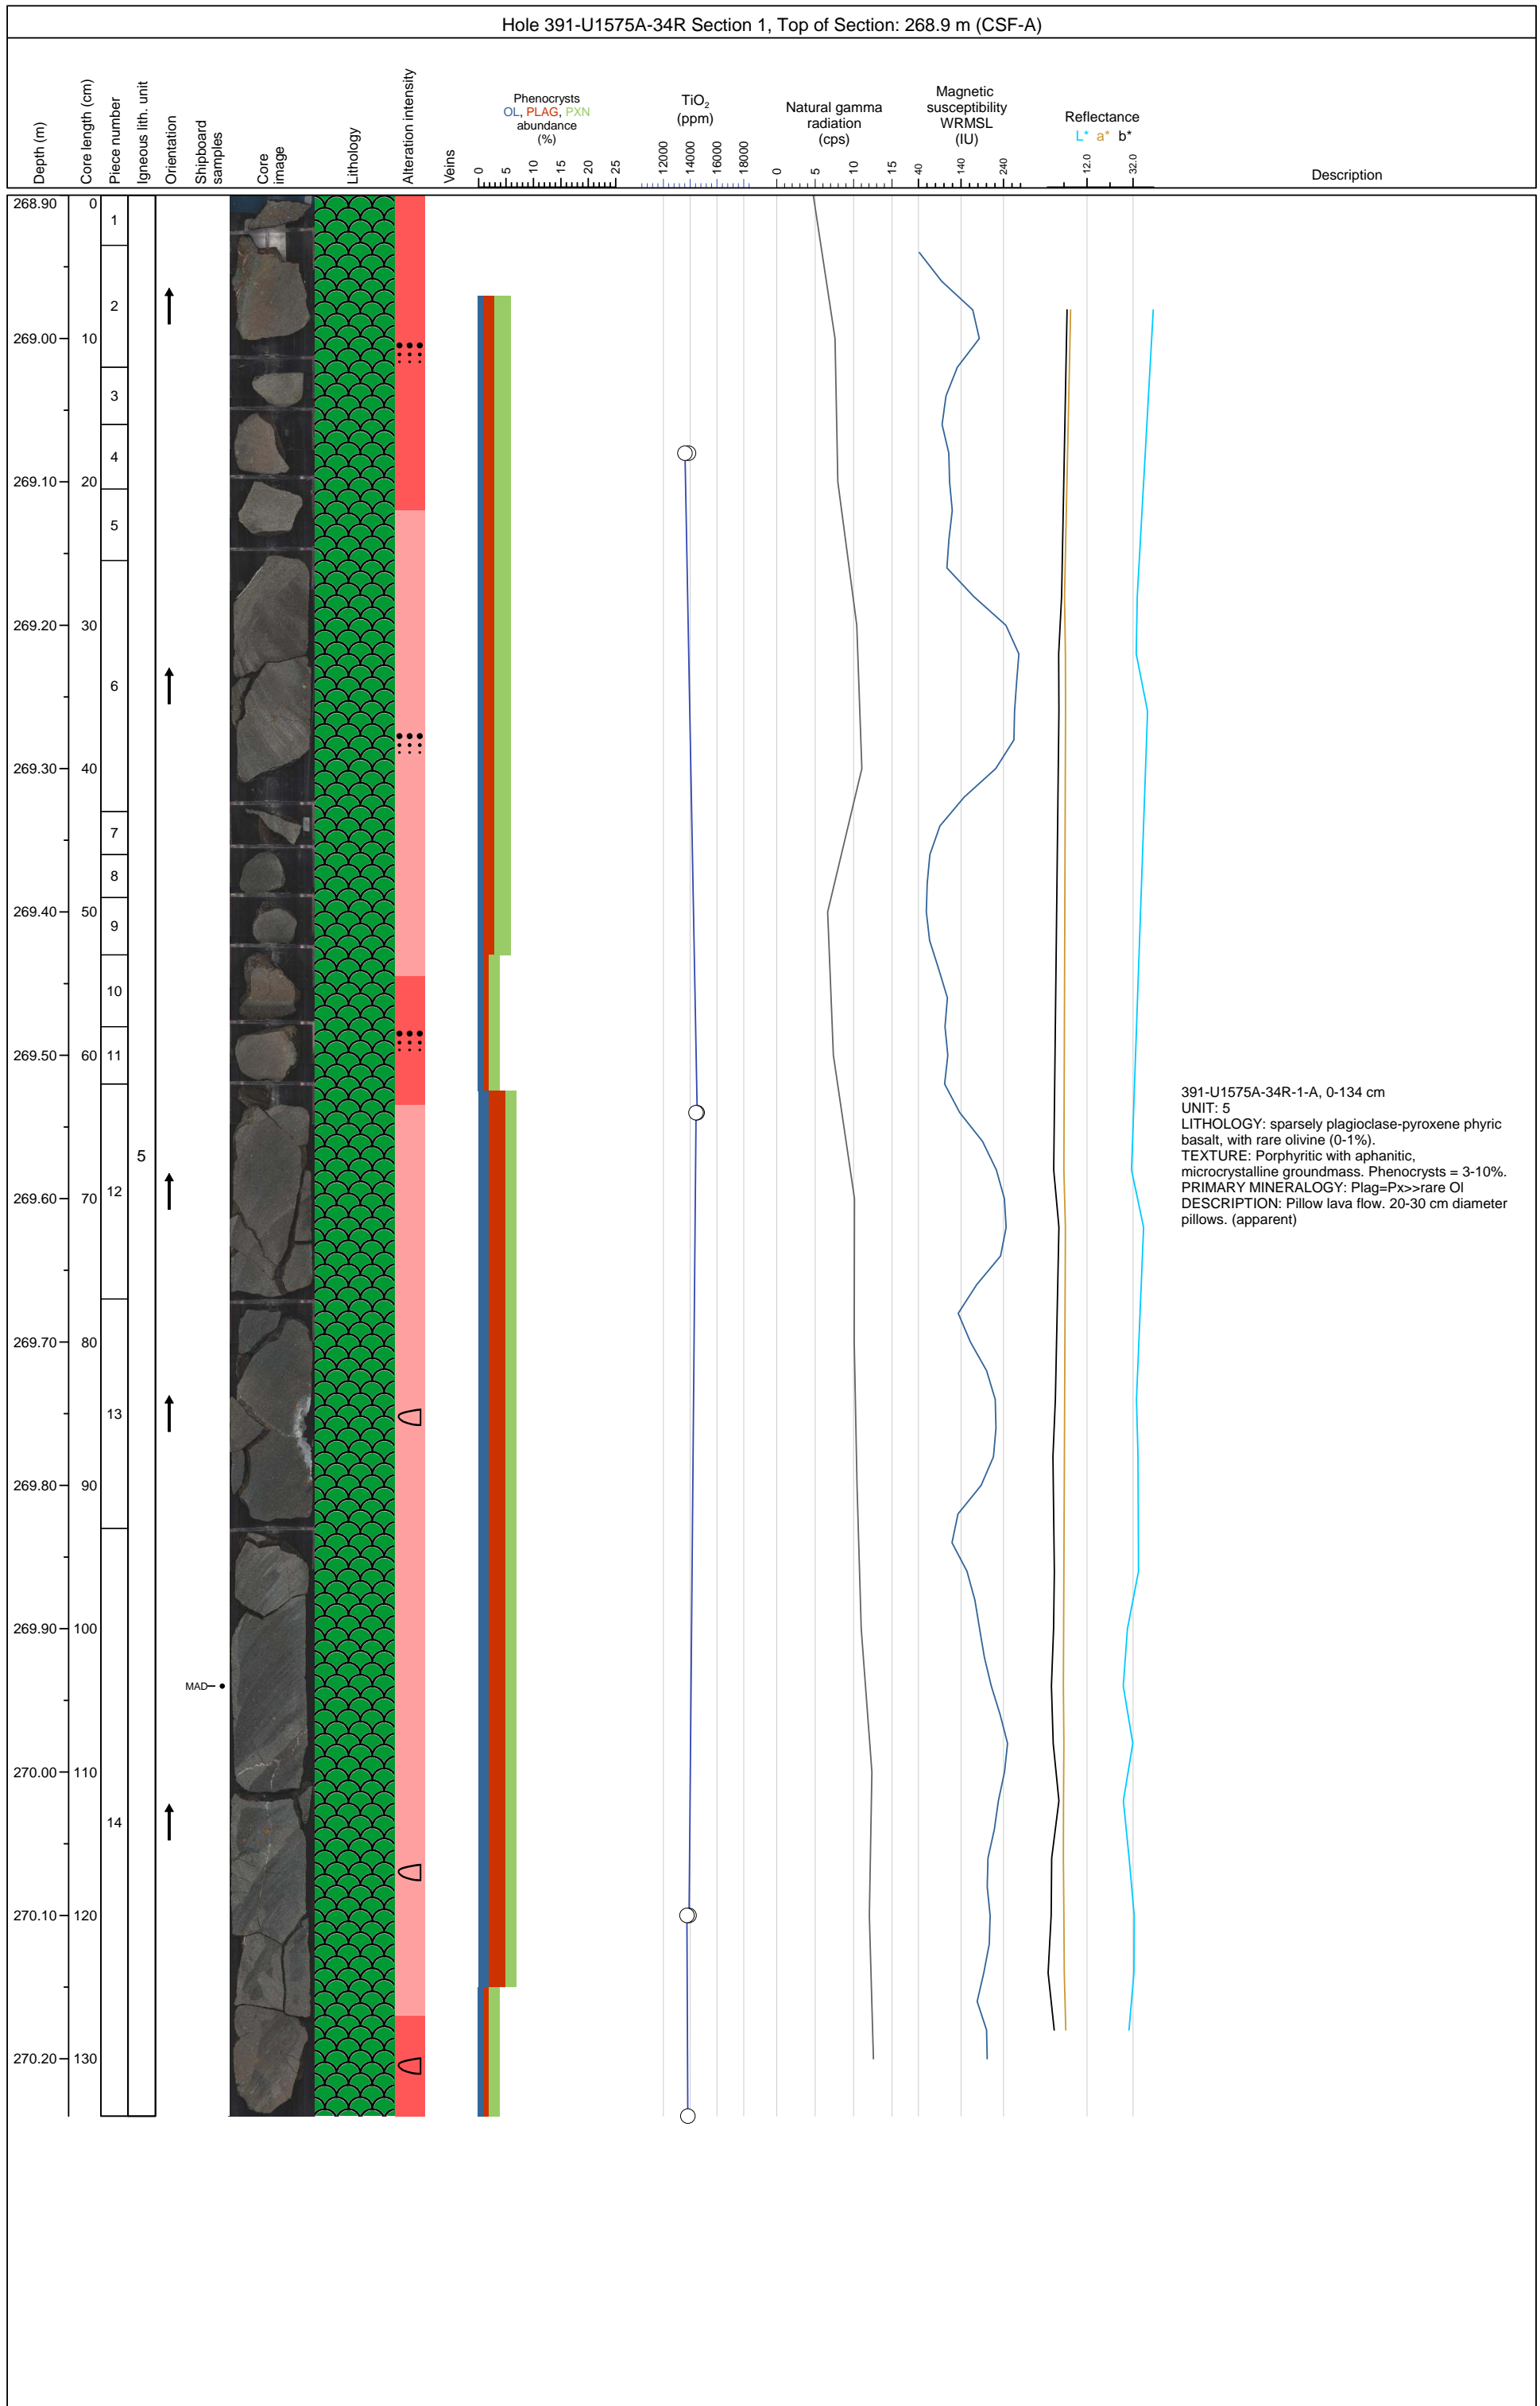 Hole 391-U1575A-34R Section 1, Top of Section: 268.9 m (CSF-A)
Depth (m)
Core length (cm)
Piece number
Igneous lith. unit
Orientation
Shipboard
samples
Core
image
Lithology
Alteration intensity
Veins
Phenocrysts
OL, PLAG, PXN
abundance
(%)
0 5 10 15 20 25
TiO2
(ppm)
12000 14000 16000 18000
Natural gamma
radiation
(cps)
0 5 10 15
Magnetic
susceptibility
WRMSL
(IU)
40 140 240
Reflectance
L* a* b*
12.0 32.0
Description
268.90 0
1
2
269.00 10
3
4
269.10 20
5
269.20 30
6
269.30 40
7
8
269.40 50
9
10
269.50 60 11
391-U1575A-34R-1-A, 0-134 cm
UNIT: 5
LITHOLOGY: sparsely plagioclase-pyroxene phyric
basalt, with rare olivine (0-1%).
TEXTURE: Porphyritic with aphanitic,
microcrystalline groundmass. Phenocrysts = 3-10%.
PRIMARY MINERALOGY: Plag=Px>>rare Ol
DESCRIPTION: Pillow lava flow. 20-30 cm diameter
pillows. (apparent)
5
269.60 70 12
269.70 80
13
269.80 90
269.90 100
MAD
270.00 110
14
270.10 120
270.20 130